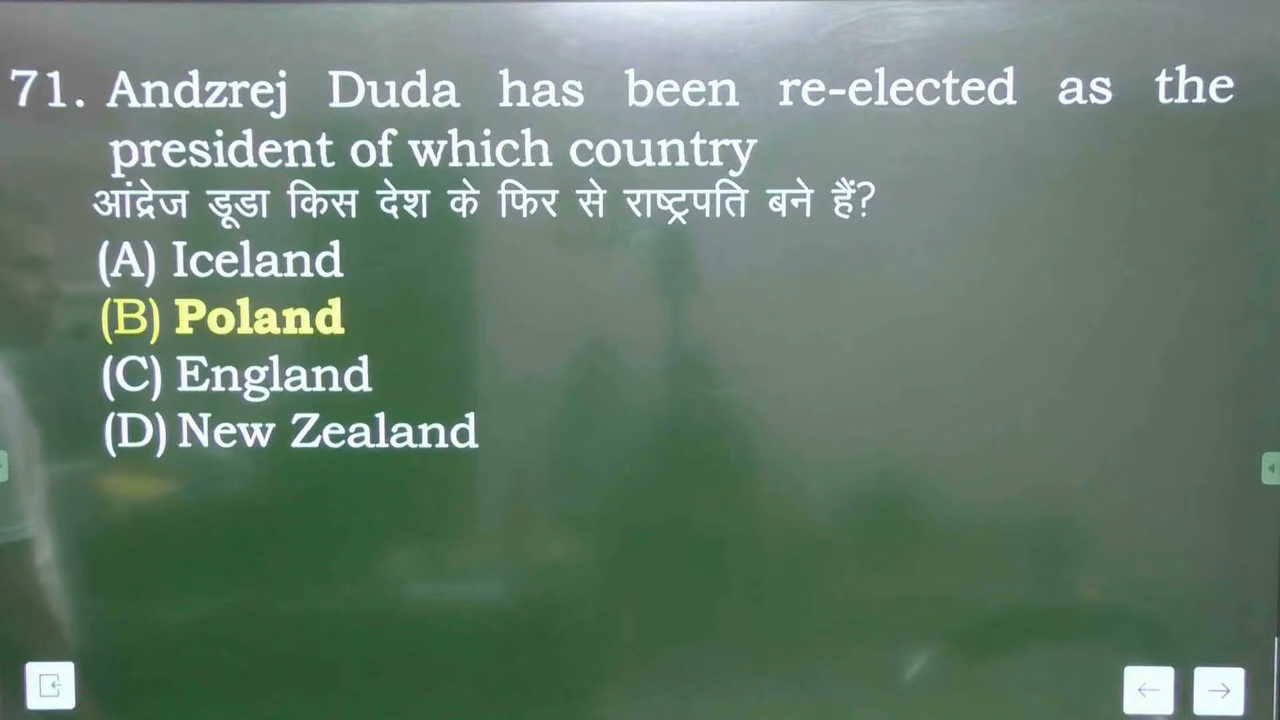 71. Andzrej Duda has been re-elected as the
president of which country
आंद्रेज डूडा किस देश के फिर से राष्ट्रपति बने हैं?
(A) Iceland
(B) Poland
(C) England
(D) New Zealand